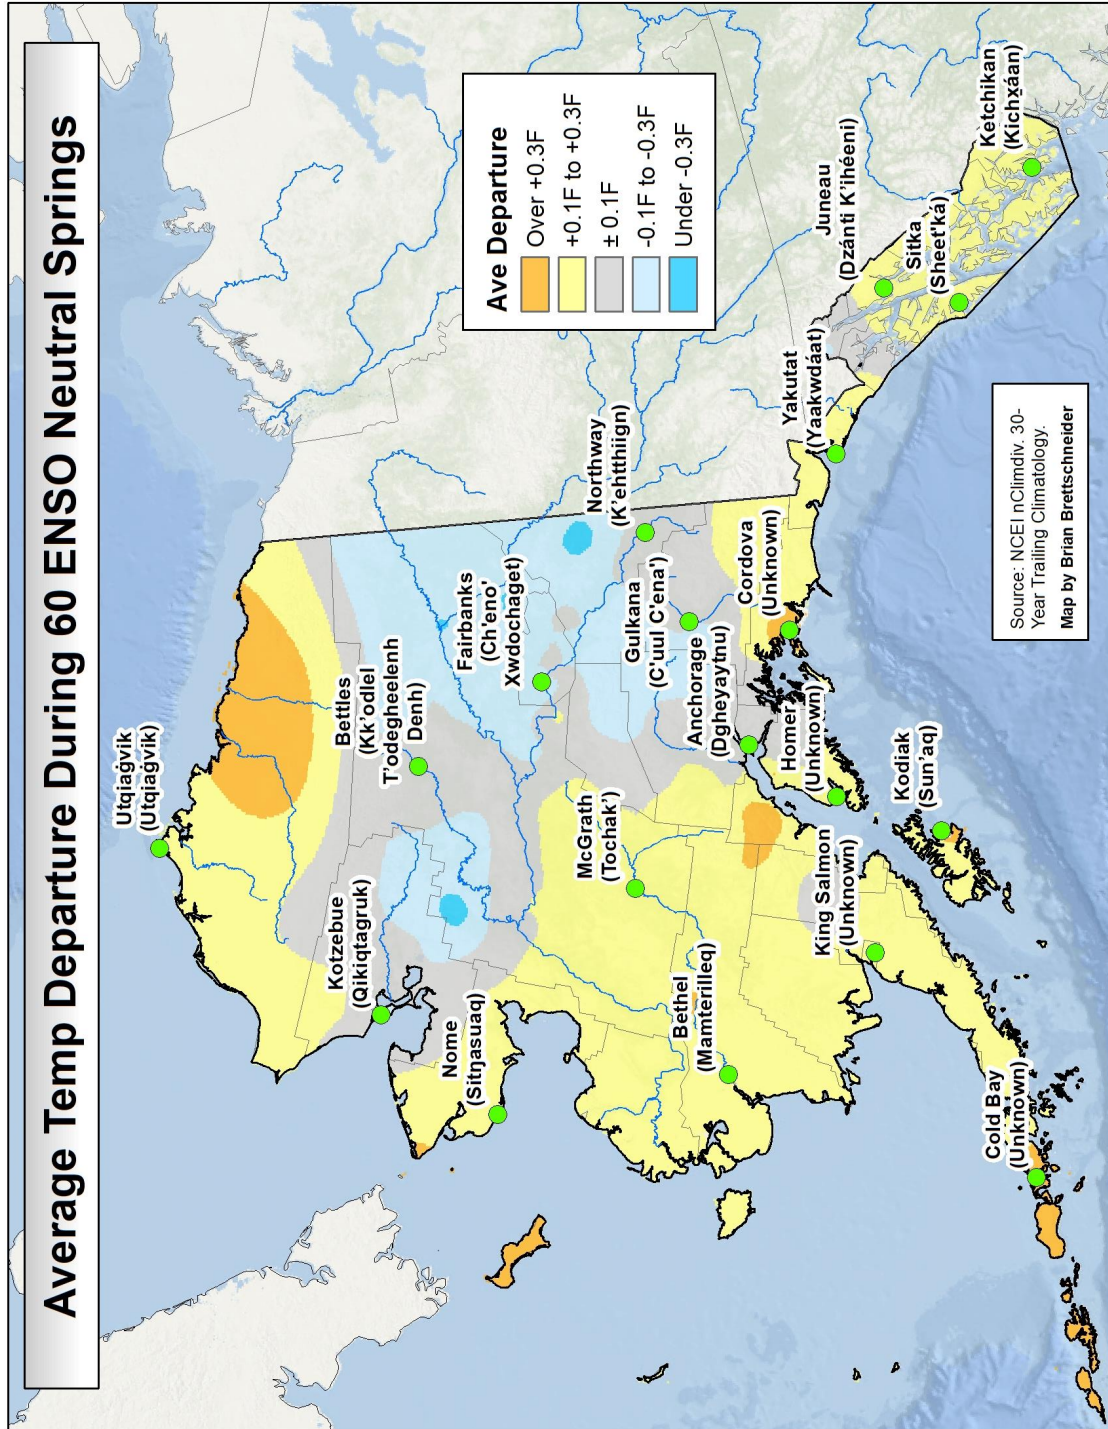 Average Temp Departure During 60 ENSO Neutral Springs
Utqiaġvik
(Utqiaġvik)
Kotzebue
(Qikiqtagruk)
Nome
(Sitŋasuaq)
Bettles
(Kk'odlel
T'odegheelenh
Denh)
Fairbanks
(Ch'eno'
Xwdochaget)
Northway
(K'ehtthiign)
McGrath
(Tochak')
Gulkana
(C'uul C'ena')
Anchorage
(Dgheyaytnu)
Cordova
(Unknown)
Bethel
(Mamterilleq)
Homer
(Unknown)
King Salmon
(Unknown)
Kodiak
(Sun'aq)
Cold Bay
(Unknown)
Yakutat
(Yaakwdáat)
Juneau
(Dzánti K'ihéeni)
Sitka
(Sheet'ká)
Ketchikan
(Kichx̱áan)
Ave Departure
Over +0.3F
+0.1F to +0.3F
± 0.1F
-0.1F to -0.3F
Under -0.3F
Source: NCEI nClimdiv. 30-
Year Trailing Climatology.
Map by Brian Brettschneider